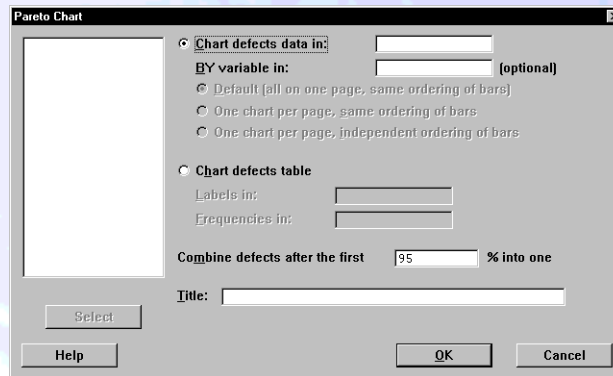 Pareto Chart
Chart defects data in:
BY variable in: (optional)
Default (all on one page, same ordering of bars)
One chart per page, same ordering of bars
One chart per page, independent ordering of bars
Chart defects table
Labels in:
Frequencies in:
Combine defects after the first 95 % into one
Title:
Select
Help OK Cancel